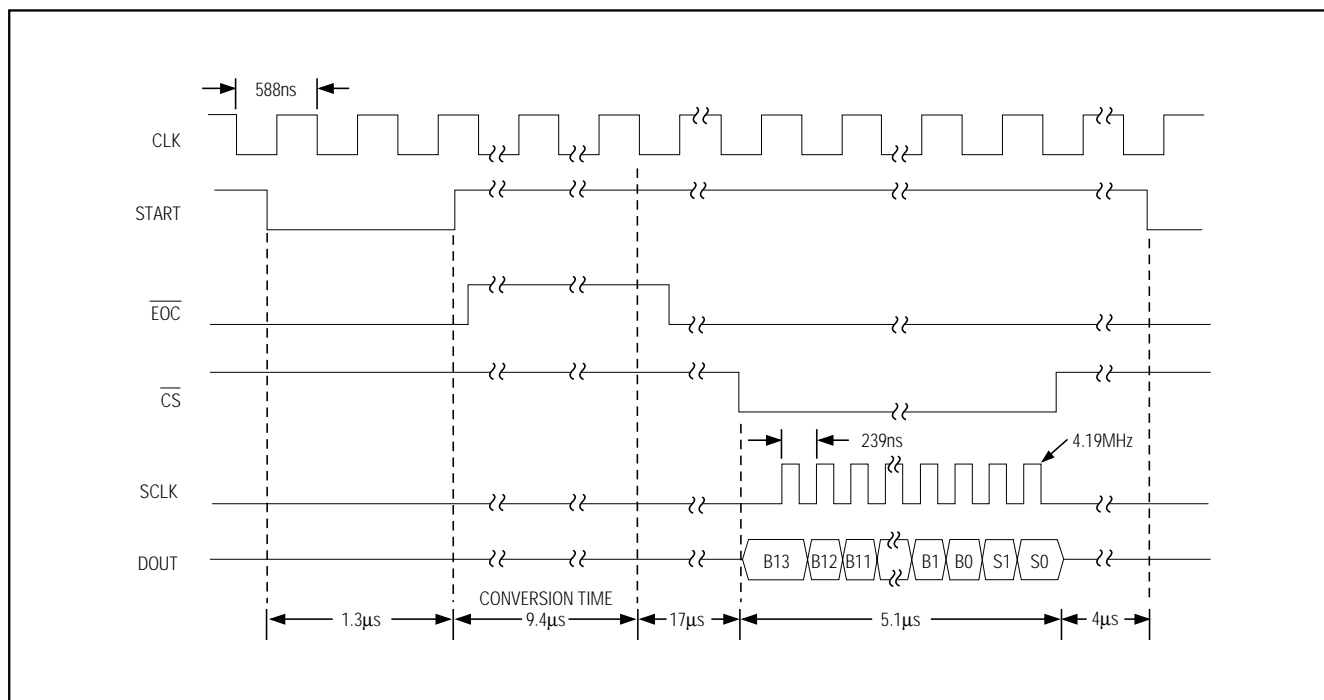 588ns
CLK
START
EOC
CS
239ns
4.19MHz
SCLK
DOUT
B13 B12 B11 B1 B0 S1 S0
CONVERSION TIME
1.3µs 9.4µs 17µs 5.1µs 4µs